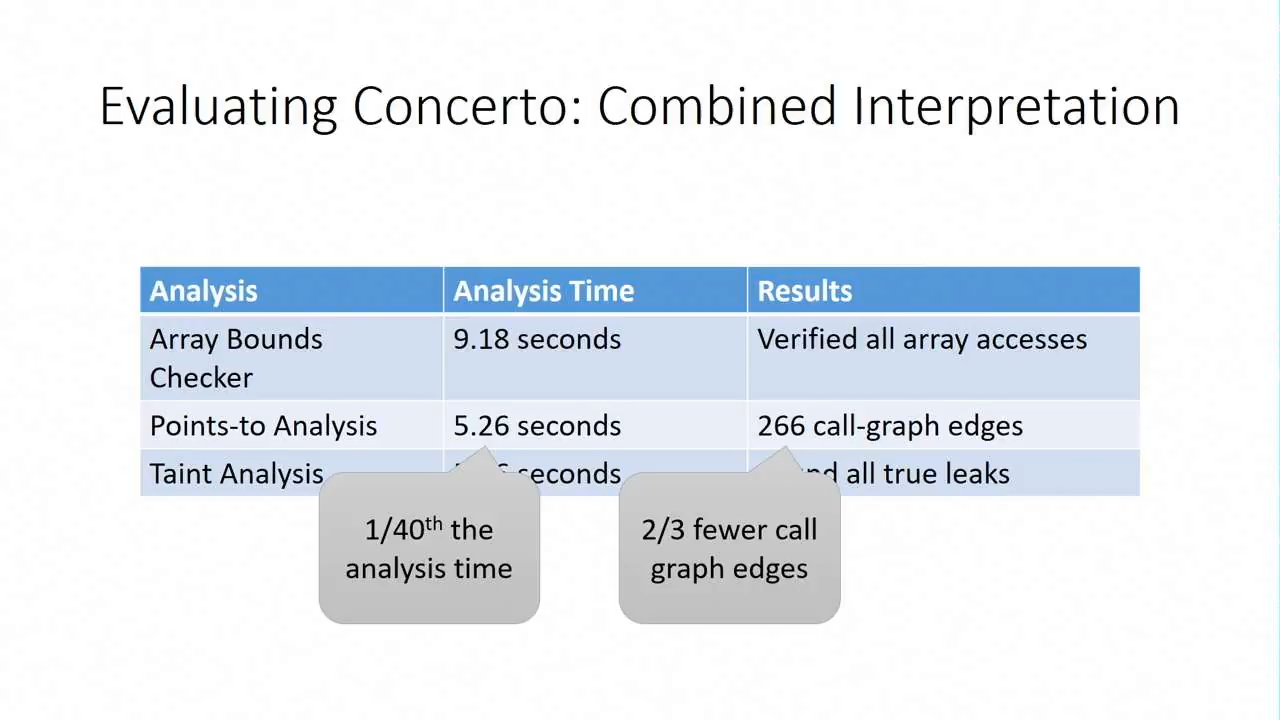 Evaluating Concerto: Combined Interpretation
Analysis Analysis Time Results
Array Bounds Checker 9.18 seconds Verified all array accesses
Points-to Analysis 5.26 seconds 266 call-graph edges
Taint Analysis seconds all true leaks
1/40th the
analysis time
2/3 fewer call
graph edges